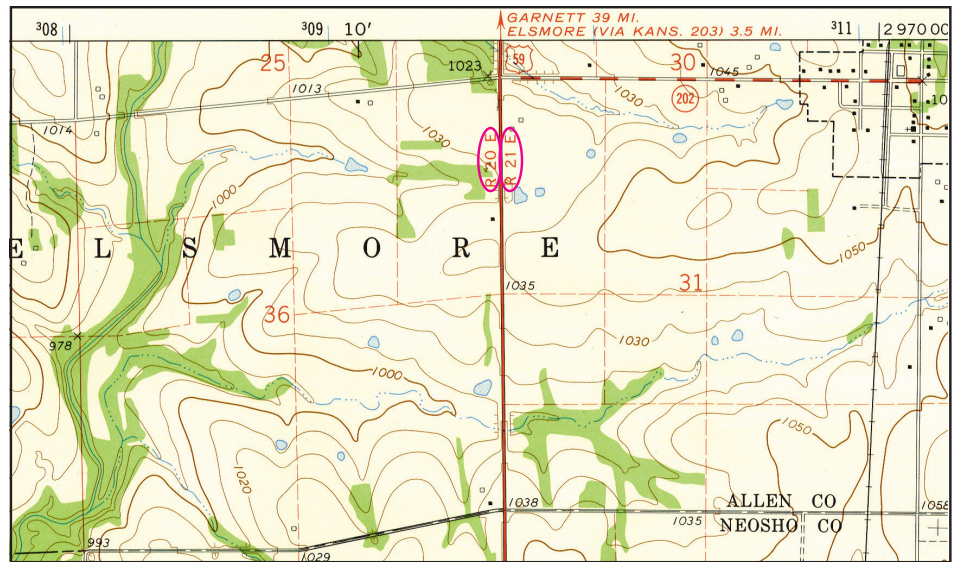 GARNETT 39 MI.
ELSMORE (VIA KANS. 203) 3.5 MI.
308 309 10' 311 2 970 00
25 1023 59 30 1045
1013 1030 202 10
1014 1030
R 20 E R 21 E
1000
E L S M O R E 1050
1035 31
36
978 1030
1000
1050
1020
1038 ALLEN CO 1058
1035 NEOSHO CO
993 1029